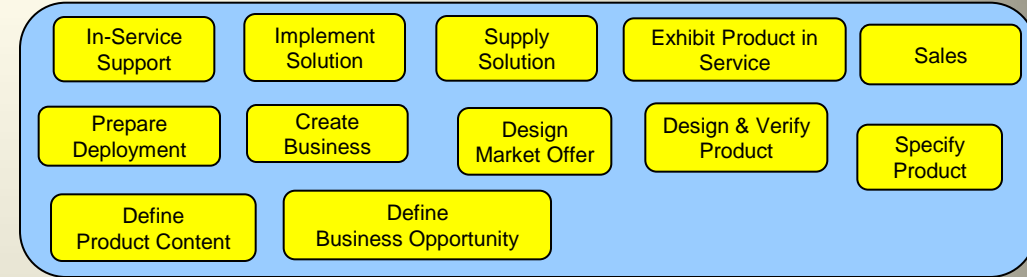 In-Service
Support
Implement
Solution
Supply
Solution
Exhibit Product in
Service
Sales
Prepare
Deployment
Create
Business
Design
Market Offer
Design & Verify
Product
Specify
Product
Define
Product Content
Define
Business Opportunity